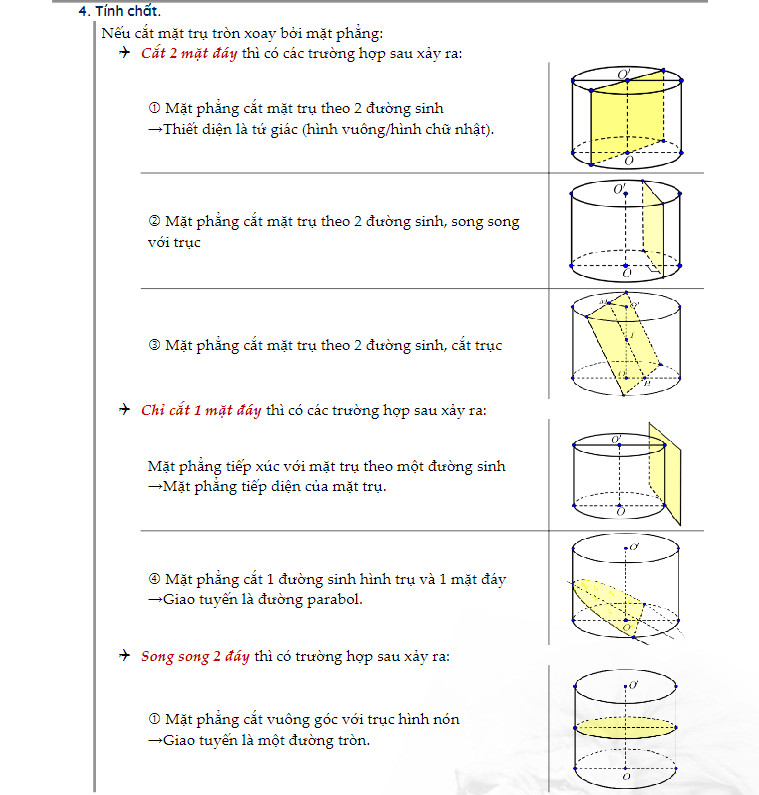 4. Tính chất.
Nếu cắt mặt trụ tròn xoay bởi mặt phẳng:
→ Cắt 2 mặt đáy thì có các trường hợp sau xảy ra:
O'
① Mặt phẳng cắt mặt trụ theo 2 đường sinh
→Thiết diện là tứ giác (hình vuông/hình chữ nhật).
O
O'
② Mặt phẳng cắt mặt trụ theo 2 đường sinh, song song
với trục
O
M O'
③ Mặt phẳng cắt mặt trụ theo 2 đường sinh, cắt trục
I
O
H
→ Chỉ cắt 1 mặt đáy thì có các trường hợp sau xảy ra:
O'
Mặt phẳng tiếp xúc với mặt trụ theo một đường sinh
→Mặt phẳng tiếp diện của mặt trụ.
O
O'
④ Mặt phẳng cắt 1 đường sinh hình trụ và 1 mặt đáy
→Giao tuyến là đường parabol.
O
→ Song song 2 đáy thì có trường hợp sau xảy ra:
O'
① Mặt phẳng cắt vuông góc với trục hình nón
→Giao tuyến là một đường tròn.
O